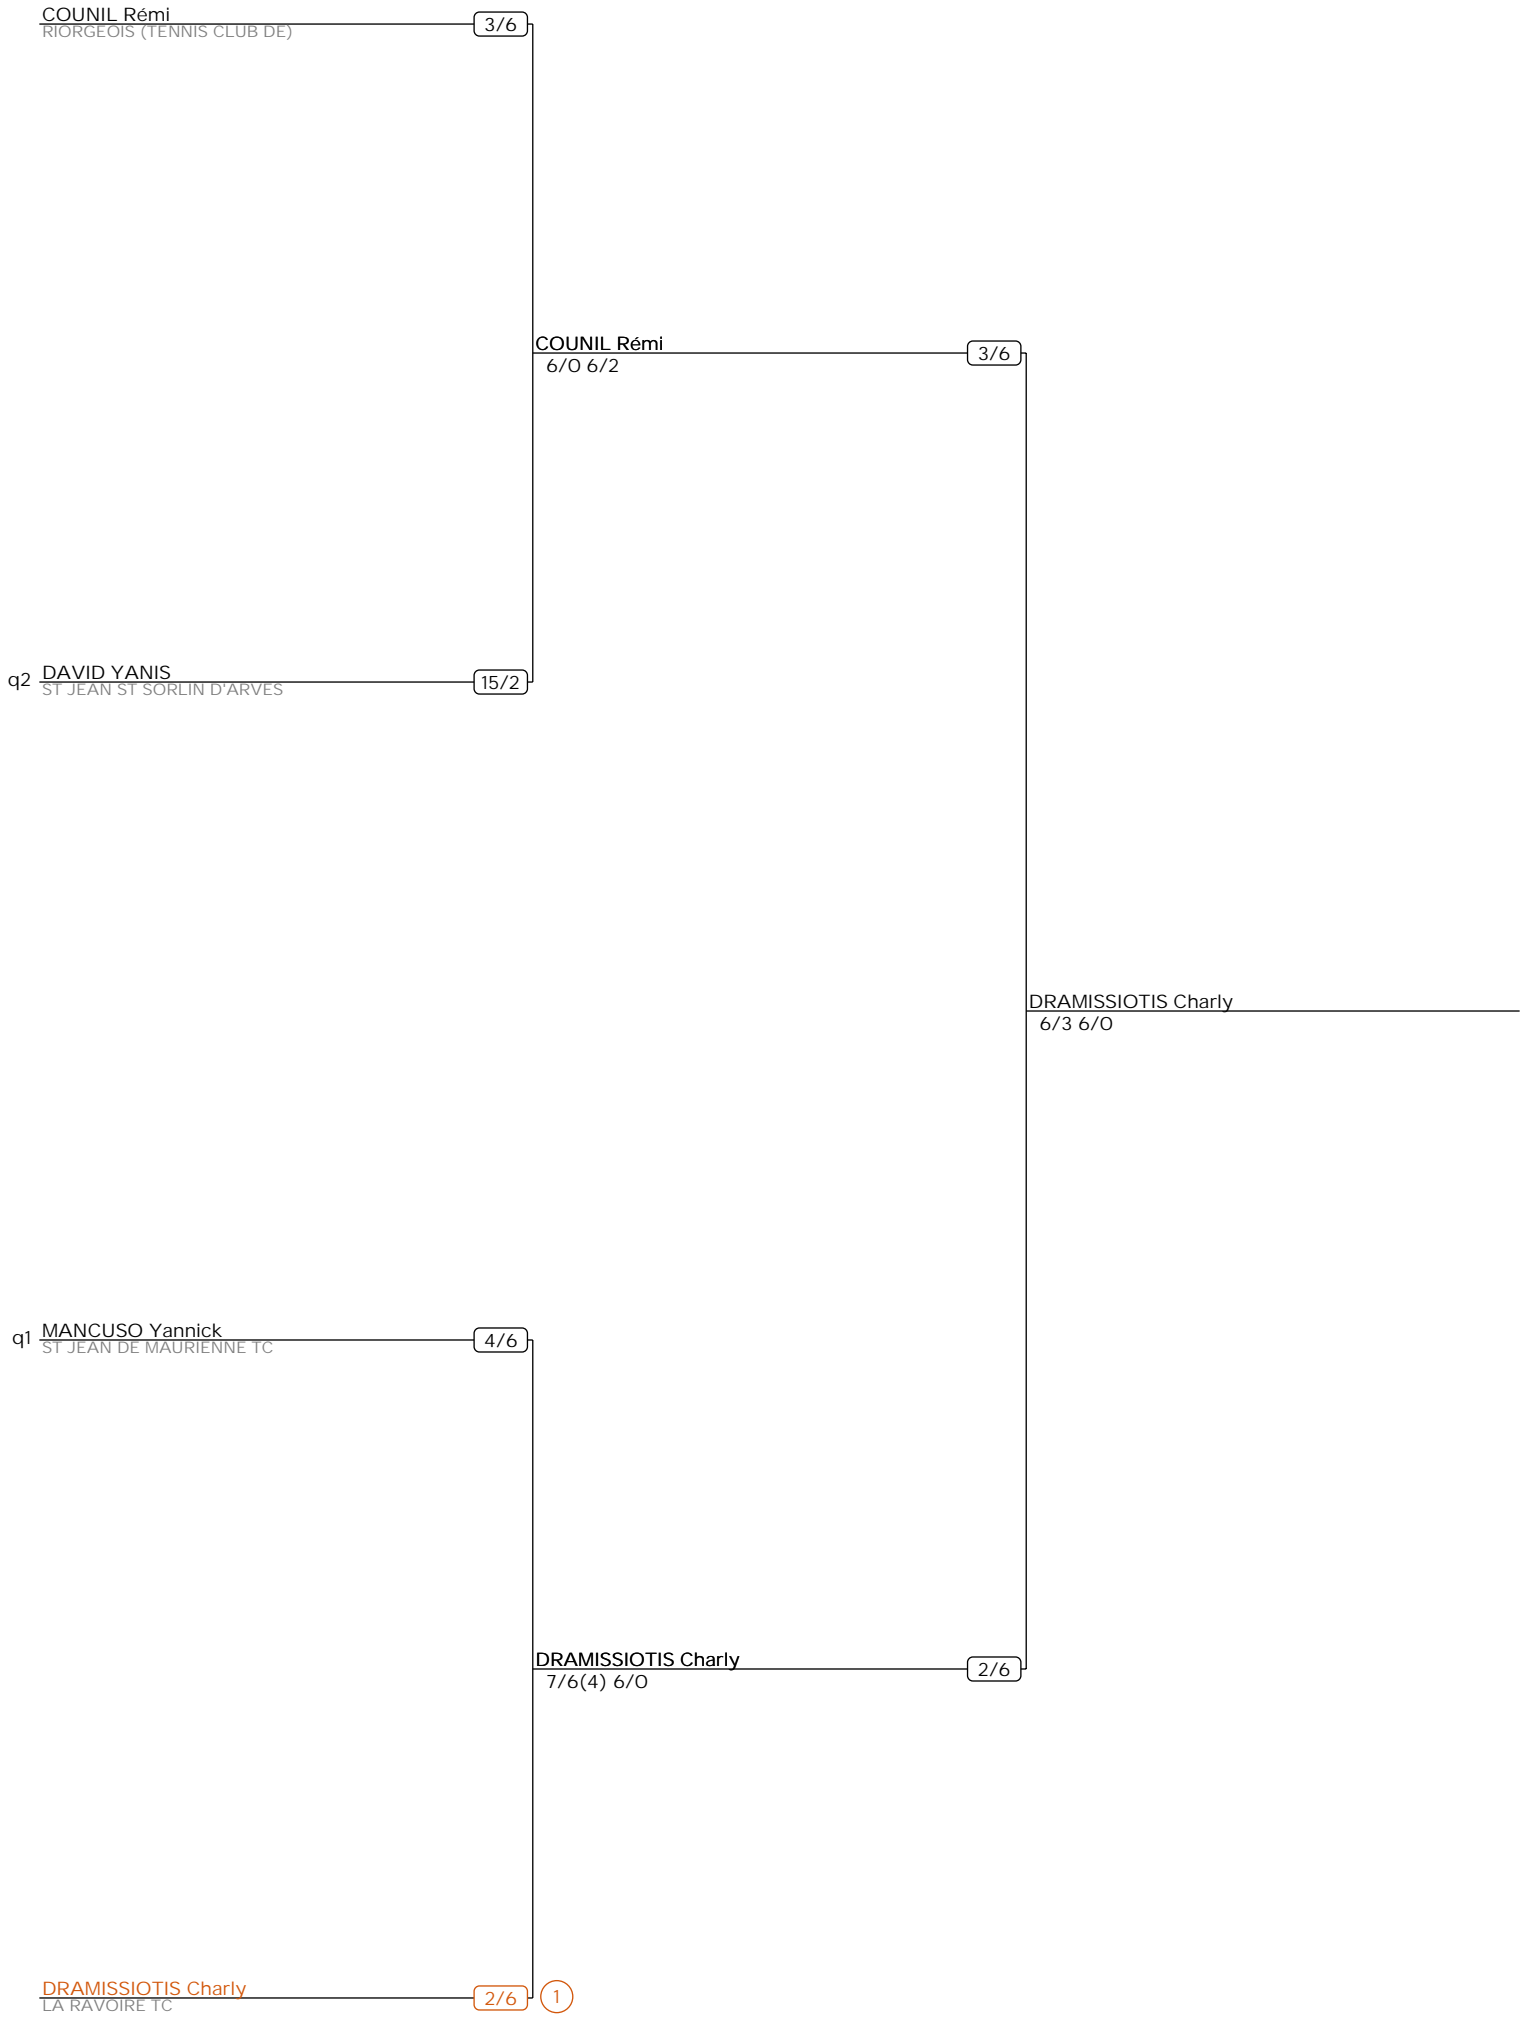 COUNIL Rémi
3/6
RIORGEOIS (TENNIS CLUB DE)
COUNIL Rémi
3/6
6/0 6/2
q2 DAVID YANIS
15/2
ST JEAN ST SORLIN D'ARVES
DRAMISSIOTIS Charly
6/3 6/0
q1 MANCUSO Yannick
4/6
ST JEAN DE MAURIENNE TC
DRAMISSIOTIS Charly
2/6
7/6(4) 6/0
DRAMISSIOTIS Charly
2/6
1
LA RAVOIRE TC